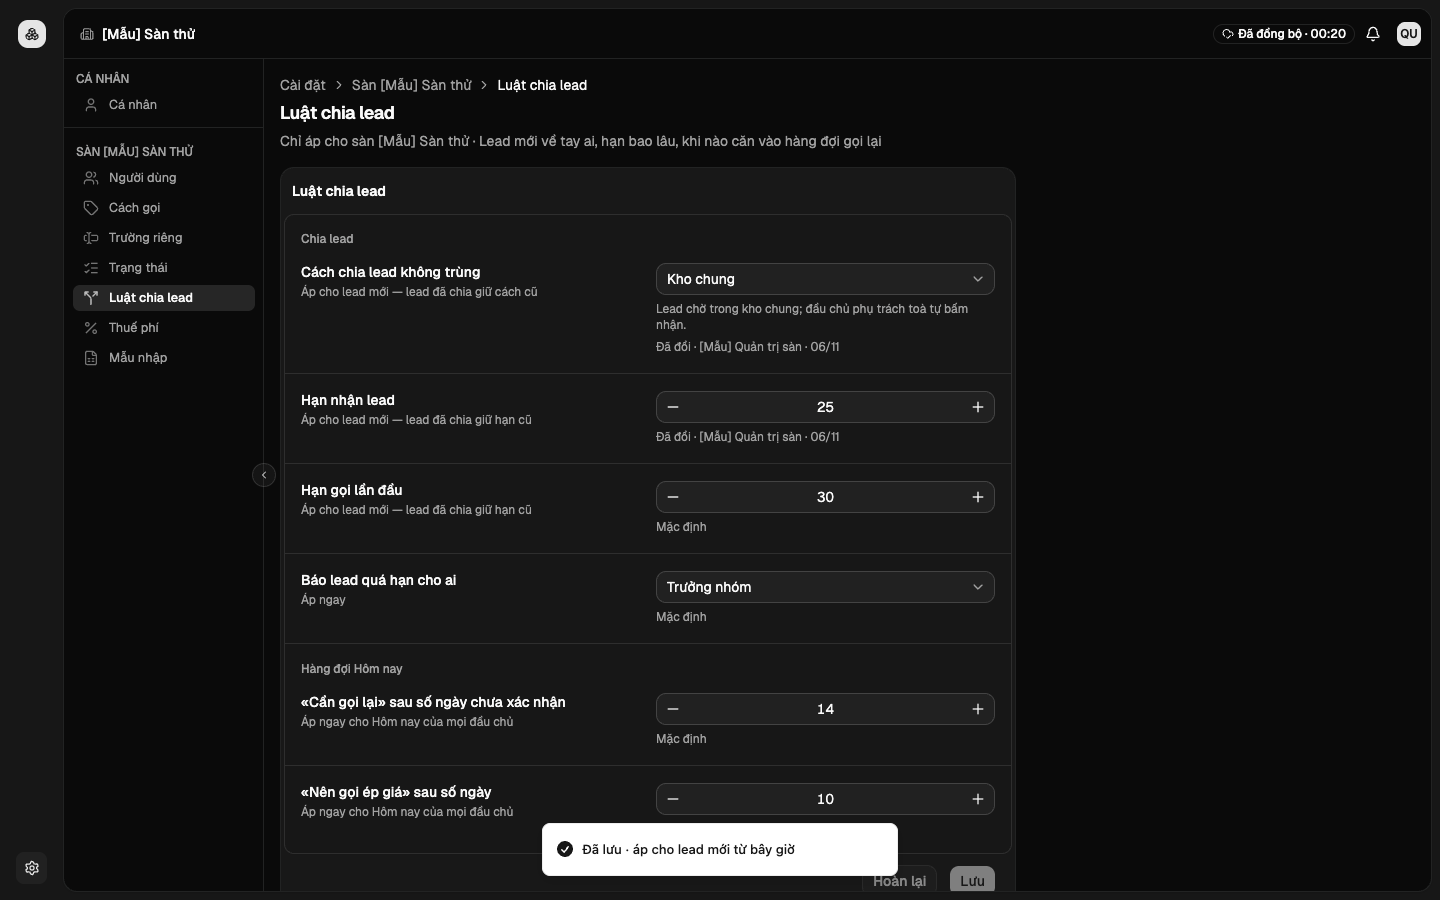 [Mẫu] Sàn thử
Đã đồng bộ · 00:20
QU
CÁ NHÂN
Cá nhân
SÀN [MẪU] SÀN THỬ
Người dùng
Cách gọi
Trường riêng
Trạng thái
Luật chia lead
Thuế phí
Mẫu nhập
Cài đặt > Sàn [Mẫu] Sàn thử > Luật chia lead
Luật chia lead
Chỉ áp cho sàn [Mẫu] Sàn thử · Lead mới về tay ai, hạn bao lâu, khi nào căn vào hàng đợi gọi lại
Luật chia lead
Chia lead
Cách chia lead không trùng
Áp cho lead mới — lead đã chia giữ cách cũ
Kho chung
Lead chờ trong kho chung; đầu chủ phụ trách toà tự bấm
nhận.
Đã đổi · [Mẫu] Quản trị sàn · 06/11
Hạn nhận lead
Áp cho lead mới — lead đã chia giữ hạn cũ
25
Đã đổi · [Mẫu] Quản trị sàn · 06/11
Hạn gọi lần đầu
Áp cho lead mới — lead đã chia giữ hạn cũ
30
Mặc định
Báo lead quá hạn cho ai
Áp ngay
Trưởng nhóm
Mặc định
Hàng đợi Hôm nay
«Cần gọi lại» sau số ngày chưa xác nhận
Áp ngay cho Hôm nay của mọi đầu chủ
14
Mặc định
«Nên gọi ép giá» sau số ngày
Áp ngay cho Hôm nay của mọi đầu chủ
10
Đã lưu · áp cho lead mới từ bây giờ
Hoàn lại
Lưu